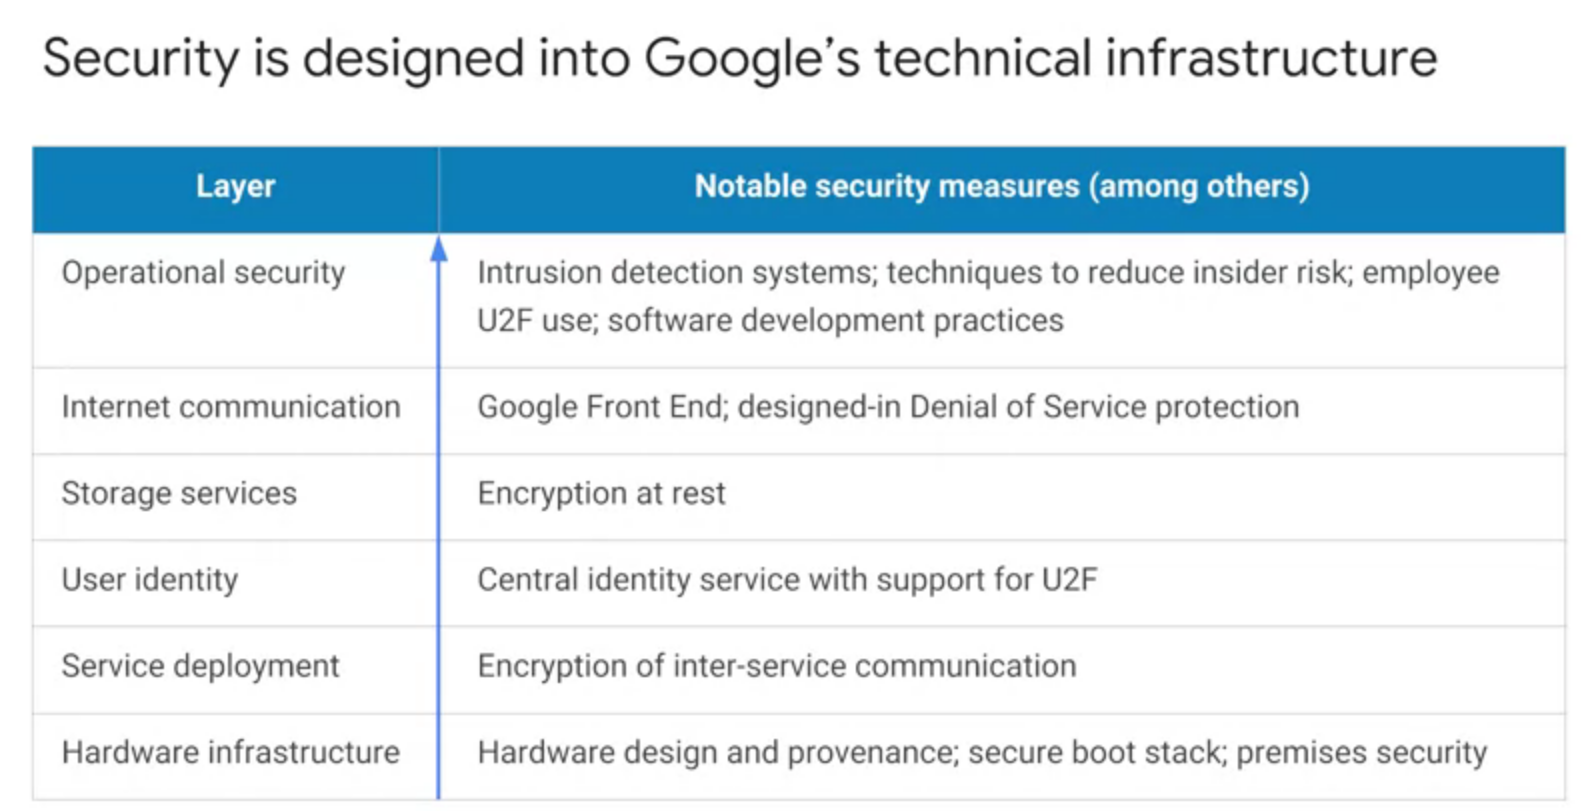 Security is designed into Google's technical infrastructure
Layer
Notable security measures (among others)
Operational security
Intrusion detection systems; techniques to reduce insider risk; employee
U2F use; software development practices
Internet communication
Google Front End; designed-in Denial of Service protection
Storage services
Encryption at rest
User identity
Central identity service with support for U2F
Service deployment
Encryption of inter-service communication
Hardware infrastructure
Hardware design and provenance; secure boot stack; premises security